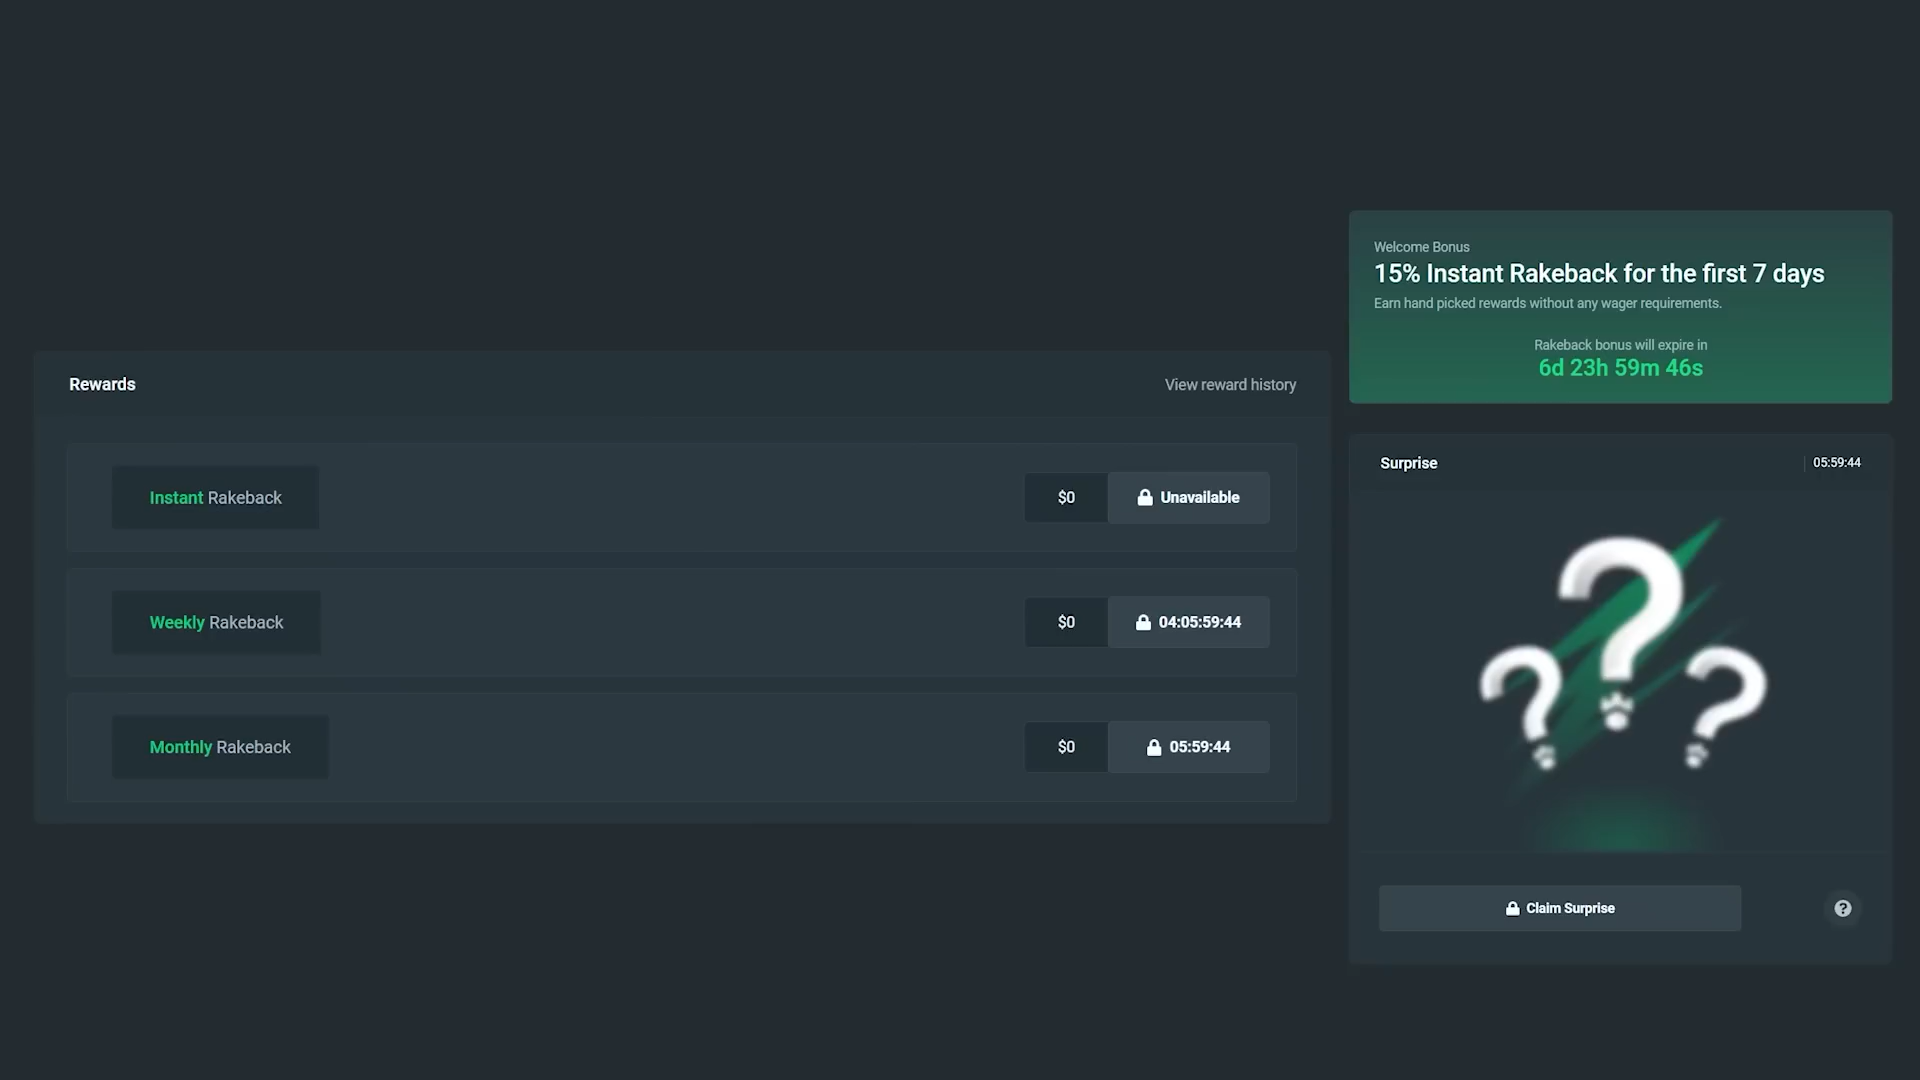 Rewards
View reward history
Instant Rakeback
$0
Unavailable
Weekly Rakeback
$0
04:05:59:44
Monthly Rakeback
$0
05:59:44
Welcome Bonus
15% Instant Rakeback for the first 7 days
Earn hand picked rewards without any wager requirements.
Rakeback bonus will expire in
6d 23h 59m 46s
Surprise
05:59:44
Claim Surprise